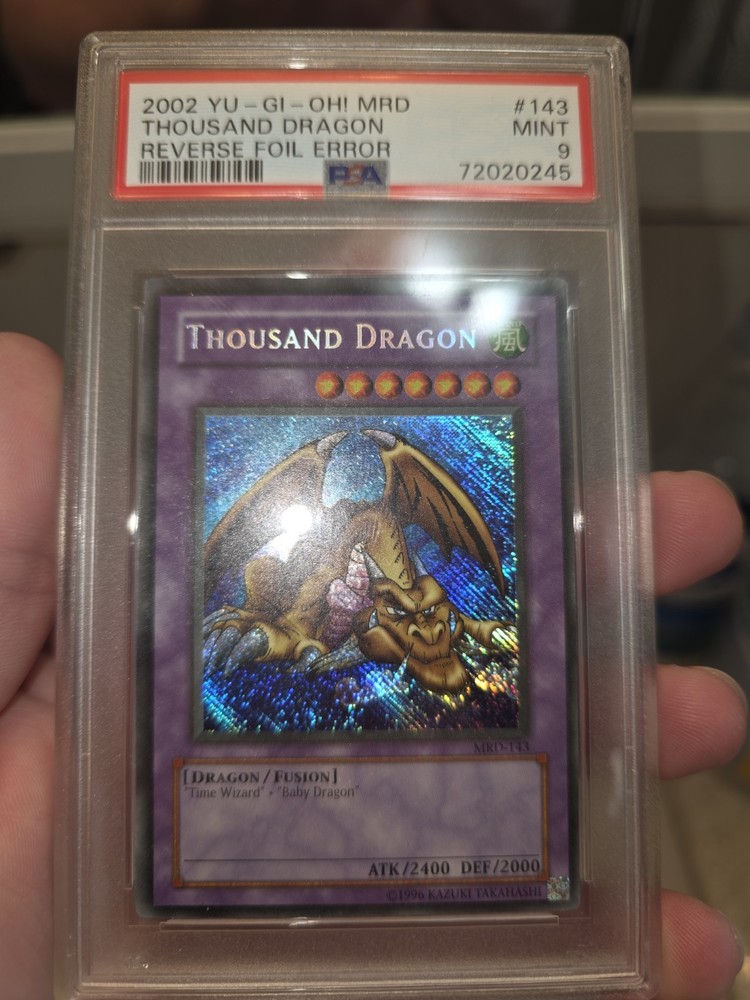 2002 YU-GI-OH! MRD #143
THOUSAND DRAGON MINT
REVERSE FOIL ERROR 9
PSA 72020245
THOUSAND DRAGON 風
MRD-143
[DRAGON/FUSION]
"Time Wizard" + "Baby Dragon"
ATK/2400 DEF/2000
©1996 KAZUKI TAKAHASHI